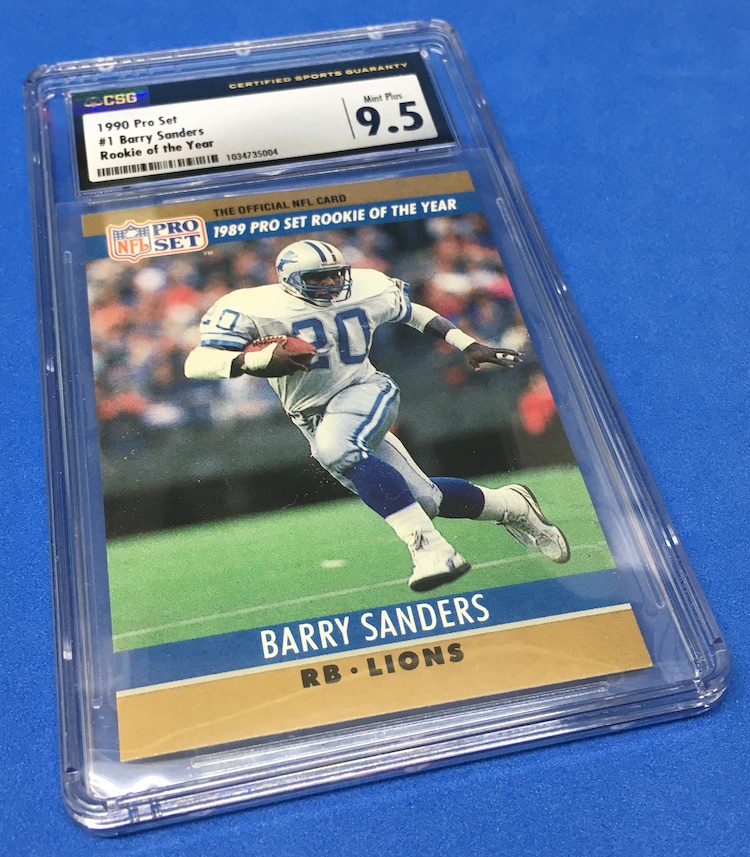 CSG
CERTIFIED SPORTS GUARANTY
1990 Pro Set
#1 Barry Sanders
Rookie of the Year
1034735004
Mint Plus
9.5
THE OFFICIAL NFL CARD
NFL PRO SET
1989 PRO SET ROOKIE OF THE YEAR
TM
20
20
BARRY SANDERS
RB • LIONS